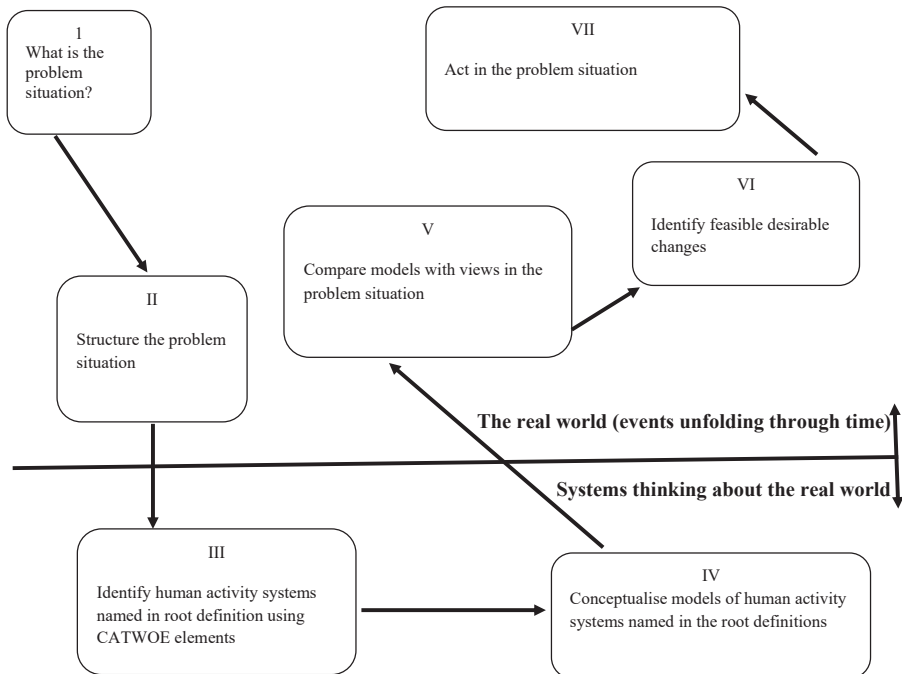 1
What is the
problem
situation?
II
Structure the problem
situation
III
Identify human activity systems
named in root definition using
CATWOE elements
IV
Conceptualise models of human activity
systems named in the root definitions
V
Compare models with views in the
problem situation
VI
Identify feasible desirable
changes
VII
Act in the problem situation
The real world (events unfolding through time)
Systems thinking about the real world